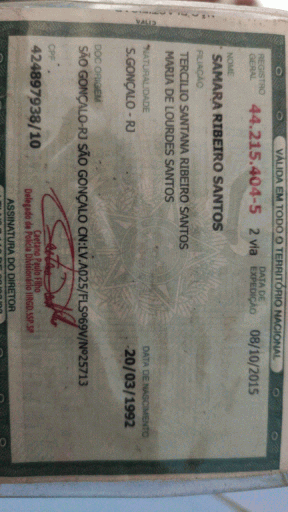 VÁLIDA EM TODO O TERRITÓRIO NACIONAL
REGISTRO GERAL 44.215.404-5 2 via DATA DE EXPEDIÇÃO 08/10/2015
NOME
SAMARA RIBEIRO SANTOS
FILIAÇÃO
TERCILIO SANTANA RIBEIRO SANTOS
MARIA DE LOURDES SANTOS
NATURALIDADE DATA DE NASCIMENTO
S.GONÇALO - RJ 20/03/1992
DOC ORIGEM
SÃO GONÇALO-RJ SÃO GONÇALO CN:LV.A025/FLSº69V/Nº25713
CPF
424897938/10
Delegado de Polícia Divisionário IIRGD.SSP.SP
ASSINATURA DO DIRETOR